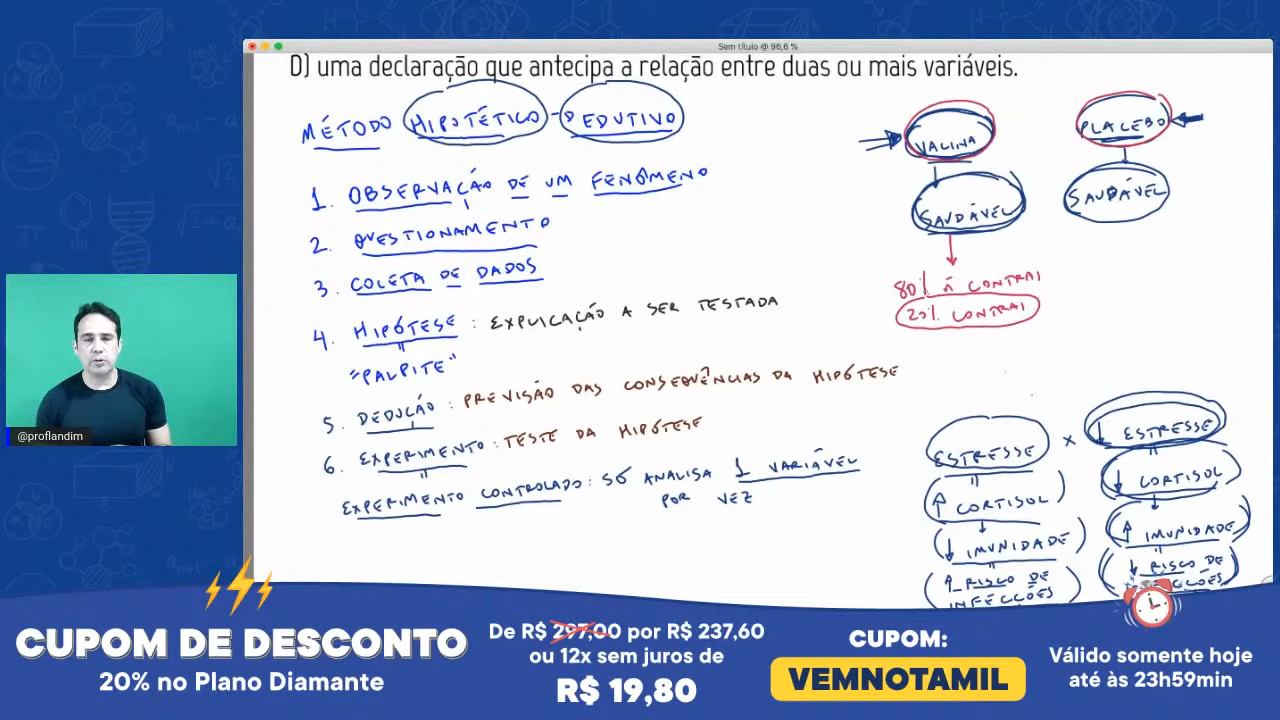 Sem título @ 96,6 %
D) uma declaração que antecipa a relação entre duas ou mais variáveis.
MÉTODO HIPOTÉTICO-DEDUTIVO
1. OBSERVAÇÃO DE UM FENÔMENO
2. QUESTIONAMENTO
3. COLETA DE DADOS
4. HIPÓTESE : EXPLICAÇÃO A SER TESTADA
"PALPITE"
5. DEDUÇÃO : PREVISÃO DAS CONSEQUÊNCIAS DA HIPÓTESE
6. EXPERIMENTO : TESTE DA HIPÓTESE
EXPERIMENTO CONTROLADO : SÓ ANALISA 1 VARIÁVEL
POR VEZ
VACINA
SAUDÁVEL
80% ñ CONTRAI
20% CONTRAI
PLACEBO
SAUDÁVEL
ESTRESSE x ↓ ESTRESSE
↑ CORTISOL
↓ IMUNIDADE
↑ RISCO DE
INFECÇÕES
↓ CORTISOL
↑ IMUNIDADE
↓ RISCO DE
INFECÇÕES
@proflandim
CUPOM DE DESCONTO
20% no Plano Diamante
De R$ 297,00 por R$ 237,60
ou 12x sem juros de
R$ 19,80
CUPOM:
VEMNOTAMIL
Válido somente hoje
até às 23h59min